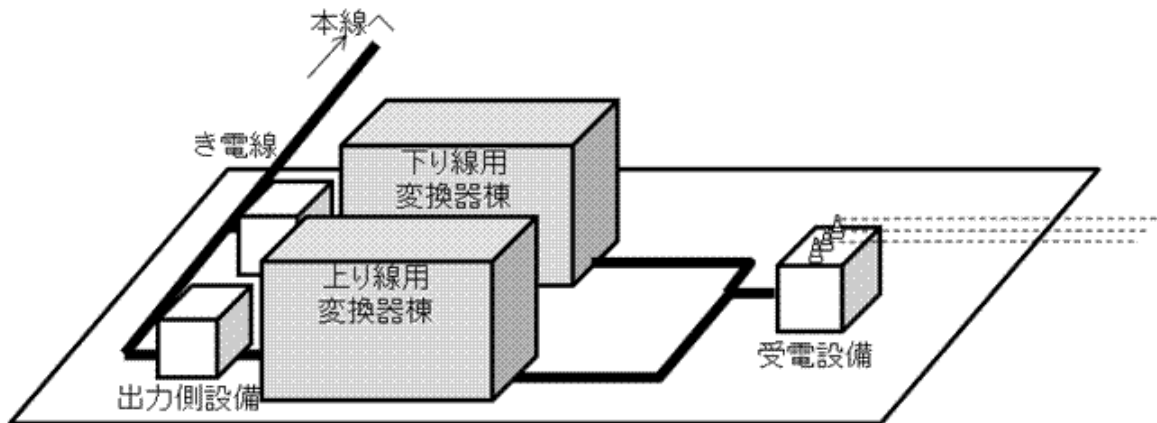 本線へ
き電線
下り線用
変換器棟
上り線用
変換器棟
受電設備
出力側設備